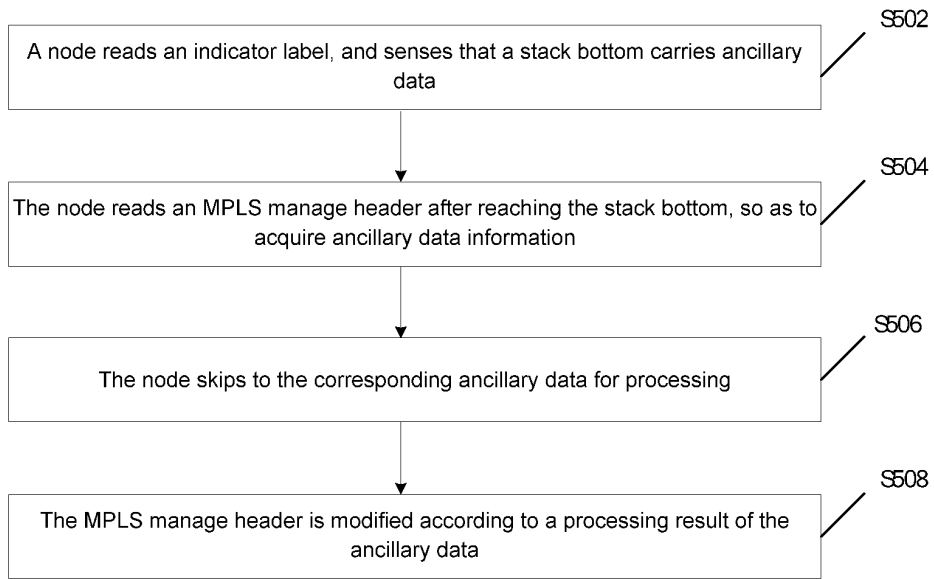 S502
A node reads an indicator label, and senses that a stack bottom carries ancillary
data
S504
The node reads an MPLS manage header after reaching the stack bottom, so as to
acquire ancillary data information
S506
The node skips to the corresponding ancillary data for processing
S508
The MPLS manage header is modified according to a processing result of the
ancillary data